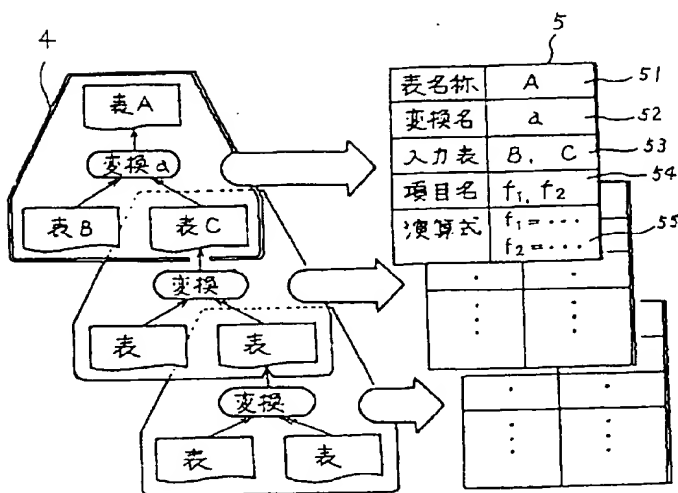 4
表A
変換a
表B 表C
変換
表 表
変換
表 表
5
表名称 A 51
変換名 a 52
入力表 B、C 53
項目名 f₁, f₂ 54
演算式 f₁=・・・ 55
f₂=・・・